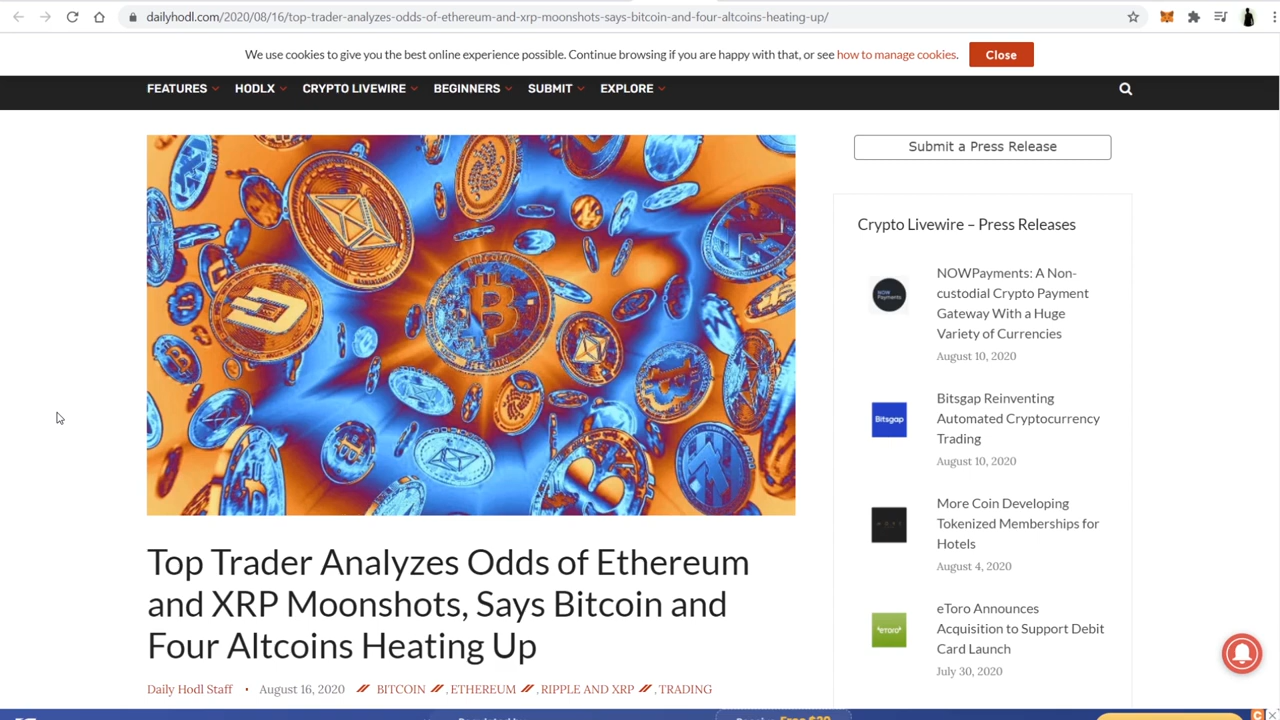 dailyhodl.com/2020/08/16/top-trader-analyzes-odds-of-ethereum-and-xrp-moonshots-says-bitcoin-and-four-altcoins-heating-up/
We use cookies to give you the best online experience possible. Continue browsing if you are happy with that, or see how to manage cookies.
Close
FEATURES HODLX CRYPTO LIVEWIRE BEGINNERS SUBMIT EXPLORE
Submit a Press Release
Crypto Livewire – Press Releases
NOWPayments: A Non-
custodial Crypto Payment
Gateway With a Huge
Variety of Currencies
August 10, 2020
Bitsgap
Bitsgap Reinventing
Automated Cryptocurrency
Trading
August 10, 2020
More Coin Developing
Tokenized Memberships for
Hotels
August 4, 2020
eToro
eToro Announces
Acquisition to Support Debit
Card Launch
July 30, 2020
Top Trader Analyzes Odds of Ethereum
and XRP Moonshots, Says Bitcoin and
Four Altcoins Heating Up
Daily Hodl Staff • August 16, 2020 BITCOIN , ETHEREUM , RIPPLE AND XRP , TRADING